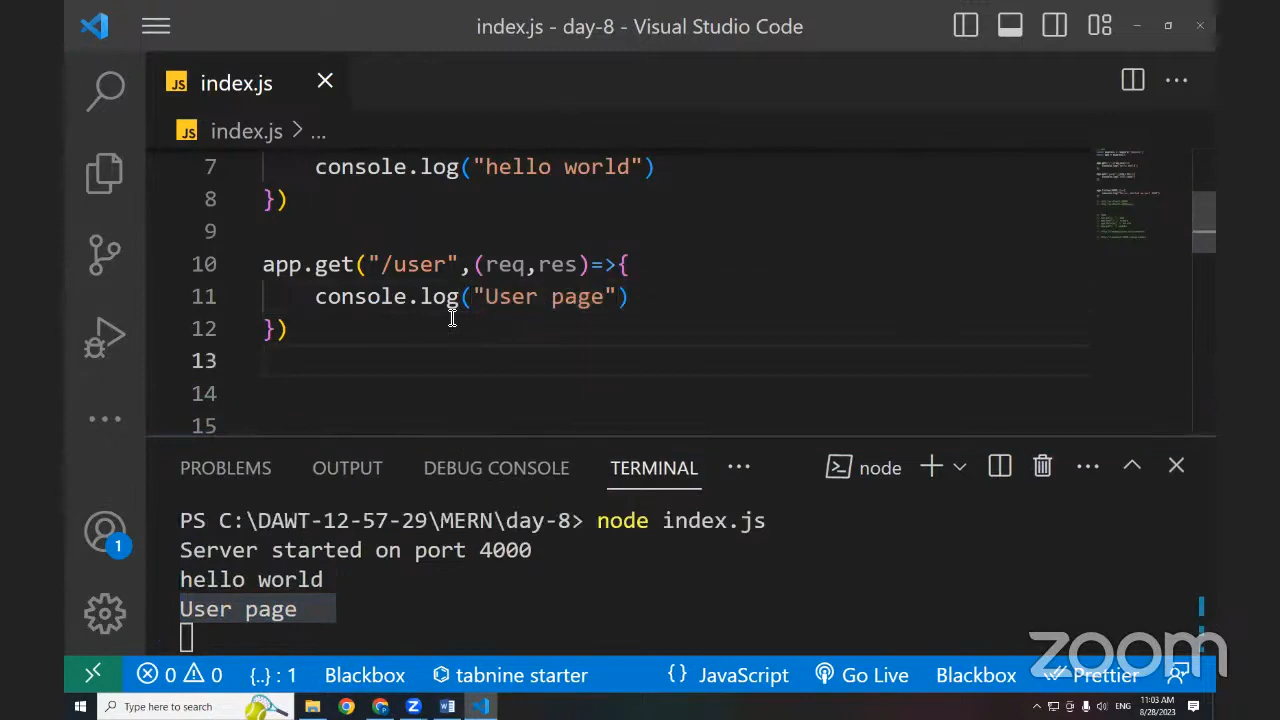 index.js - day-8 - Visual Studio Code
JS index.js
JS index.js > ...
7 console.log("hello world")
8 })
9
10 app.get("/user",(req,res)=>{
11 console.log("User page")
12 })
13
14
15
PROBLEMS OUTPUT DEBUG CONSOLE TERMINAL ... node
PS C:\DAWT-12-57-29\MERN\day-8> node index.js
Server started on port 4000
hello world
User page
1
zoom
0 0 {..} : 1 Blackbox tabnine starter {} JavaScript Go Live Blackbox Prettier
Type here to search 11:03 AM
8/28/2023